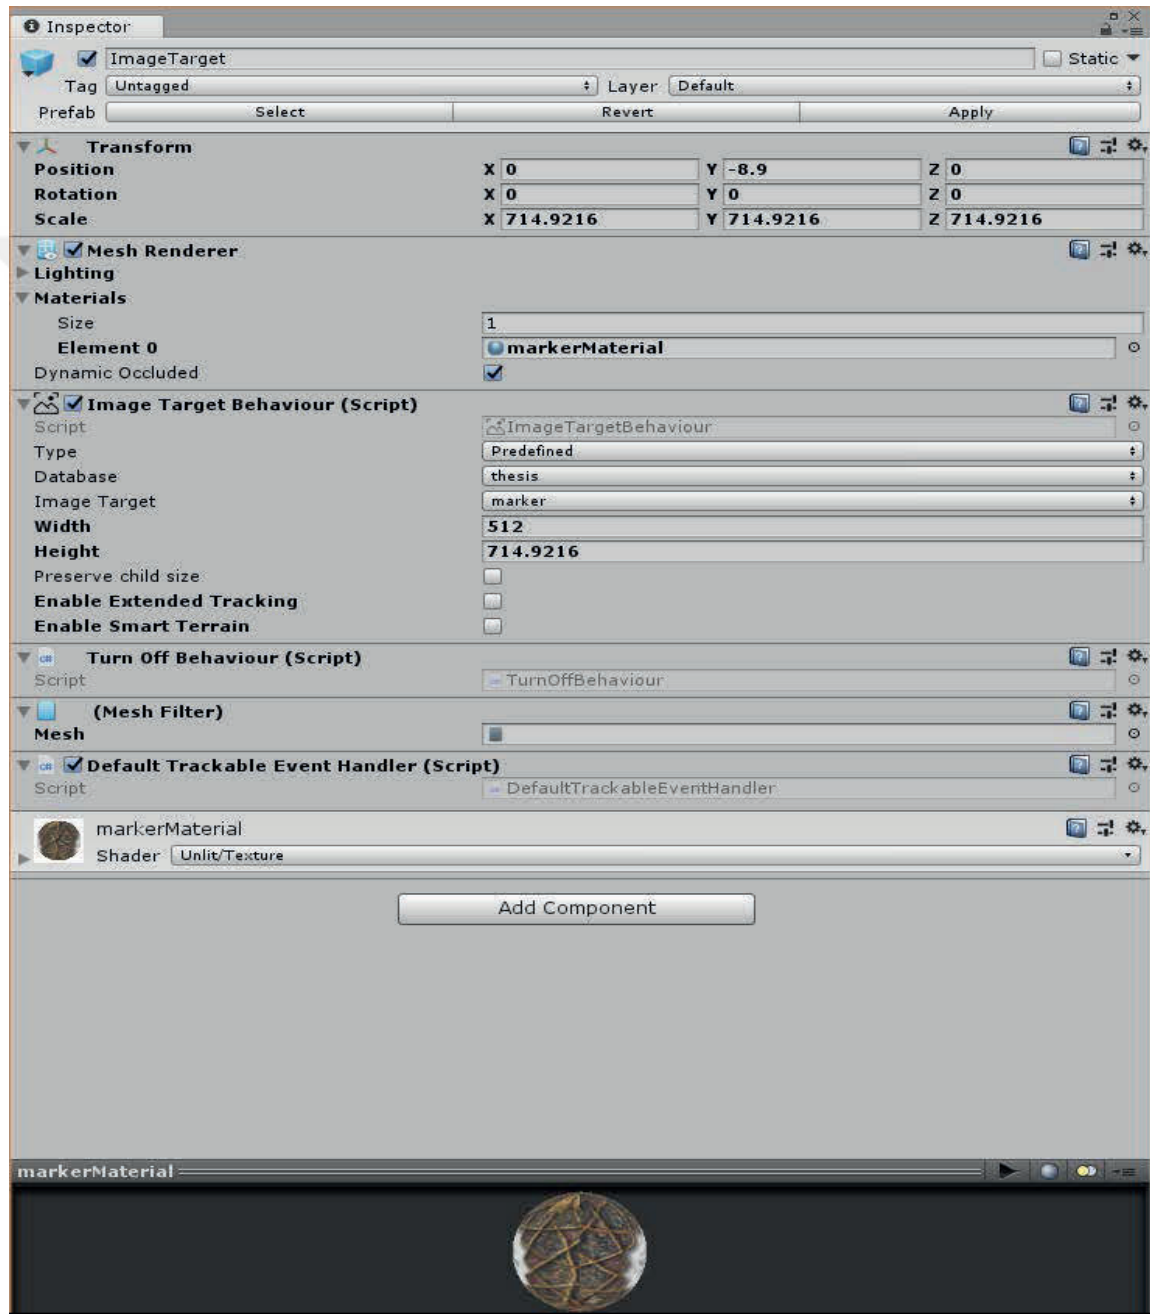 Inspector
ImageTarget Static
Tag Untagged Layer Default
Prefab Select Revert Apply
Transform
Position X 0 Y -8.9 Z 0
Rotation X 0 Y 0 Z 0
Scale X 714.9216 Y 714.9216 Z 714.9216
Mesh Renderer
Lighting
Materials
Size 1
Element 0 markerMaterial
Dynamic Occluded
Image Target Behaviour (Script)
Script ImageTargetBehaviour
Type Predefined
Database thesis
Image Target marker
Width 512
Height 714.9216
Preserve child size
Enable Extended Tracking
Enable Smart Terrain
Turn Off Behaviour (Script)
Script TurnOffBehaviour
(Mesh Filter)
Mesh
Default Trackable Event Handler (Script)
Script DefaultTrackableEventHandler
markerMaterial
Shader Unlit/Texture
Add Component
markerMaterial